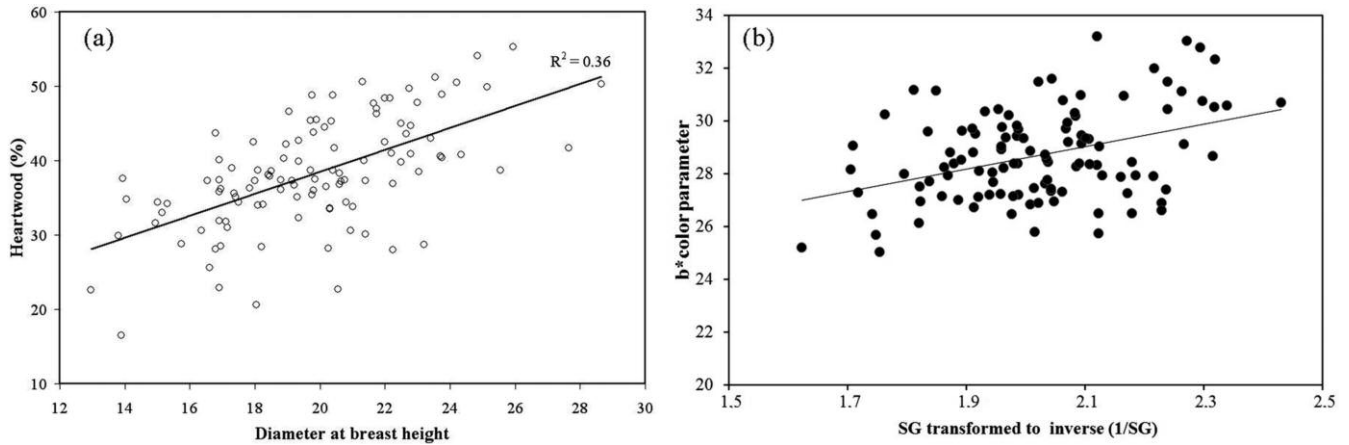 (a)
R² = 0.36
Heartwood (%)
60
50
40
30
20
10
12 14 16 18 20 22 24 26 28 30
Diameter at breast height
(b)
b*colorparameter
34
32
30
28
26
24
22
20
1.5 1.7 1.9 2.1 2.3 2.5
SG transformed to inverse (1/SG)